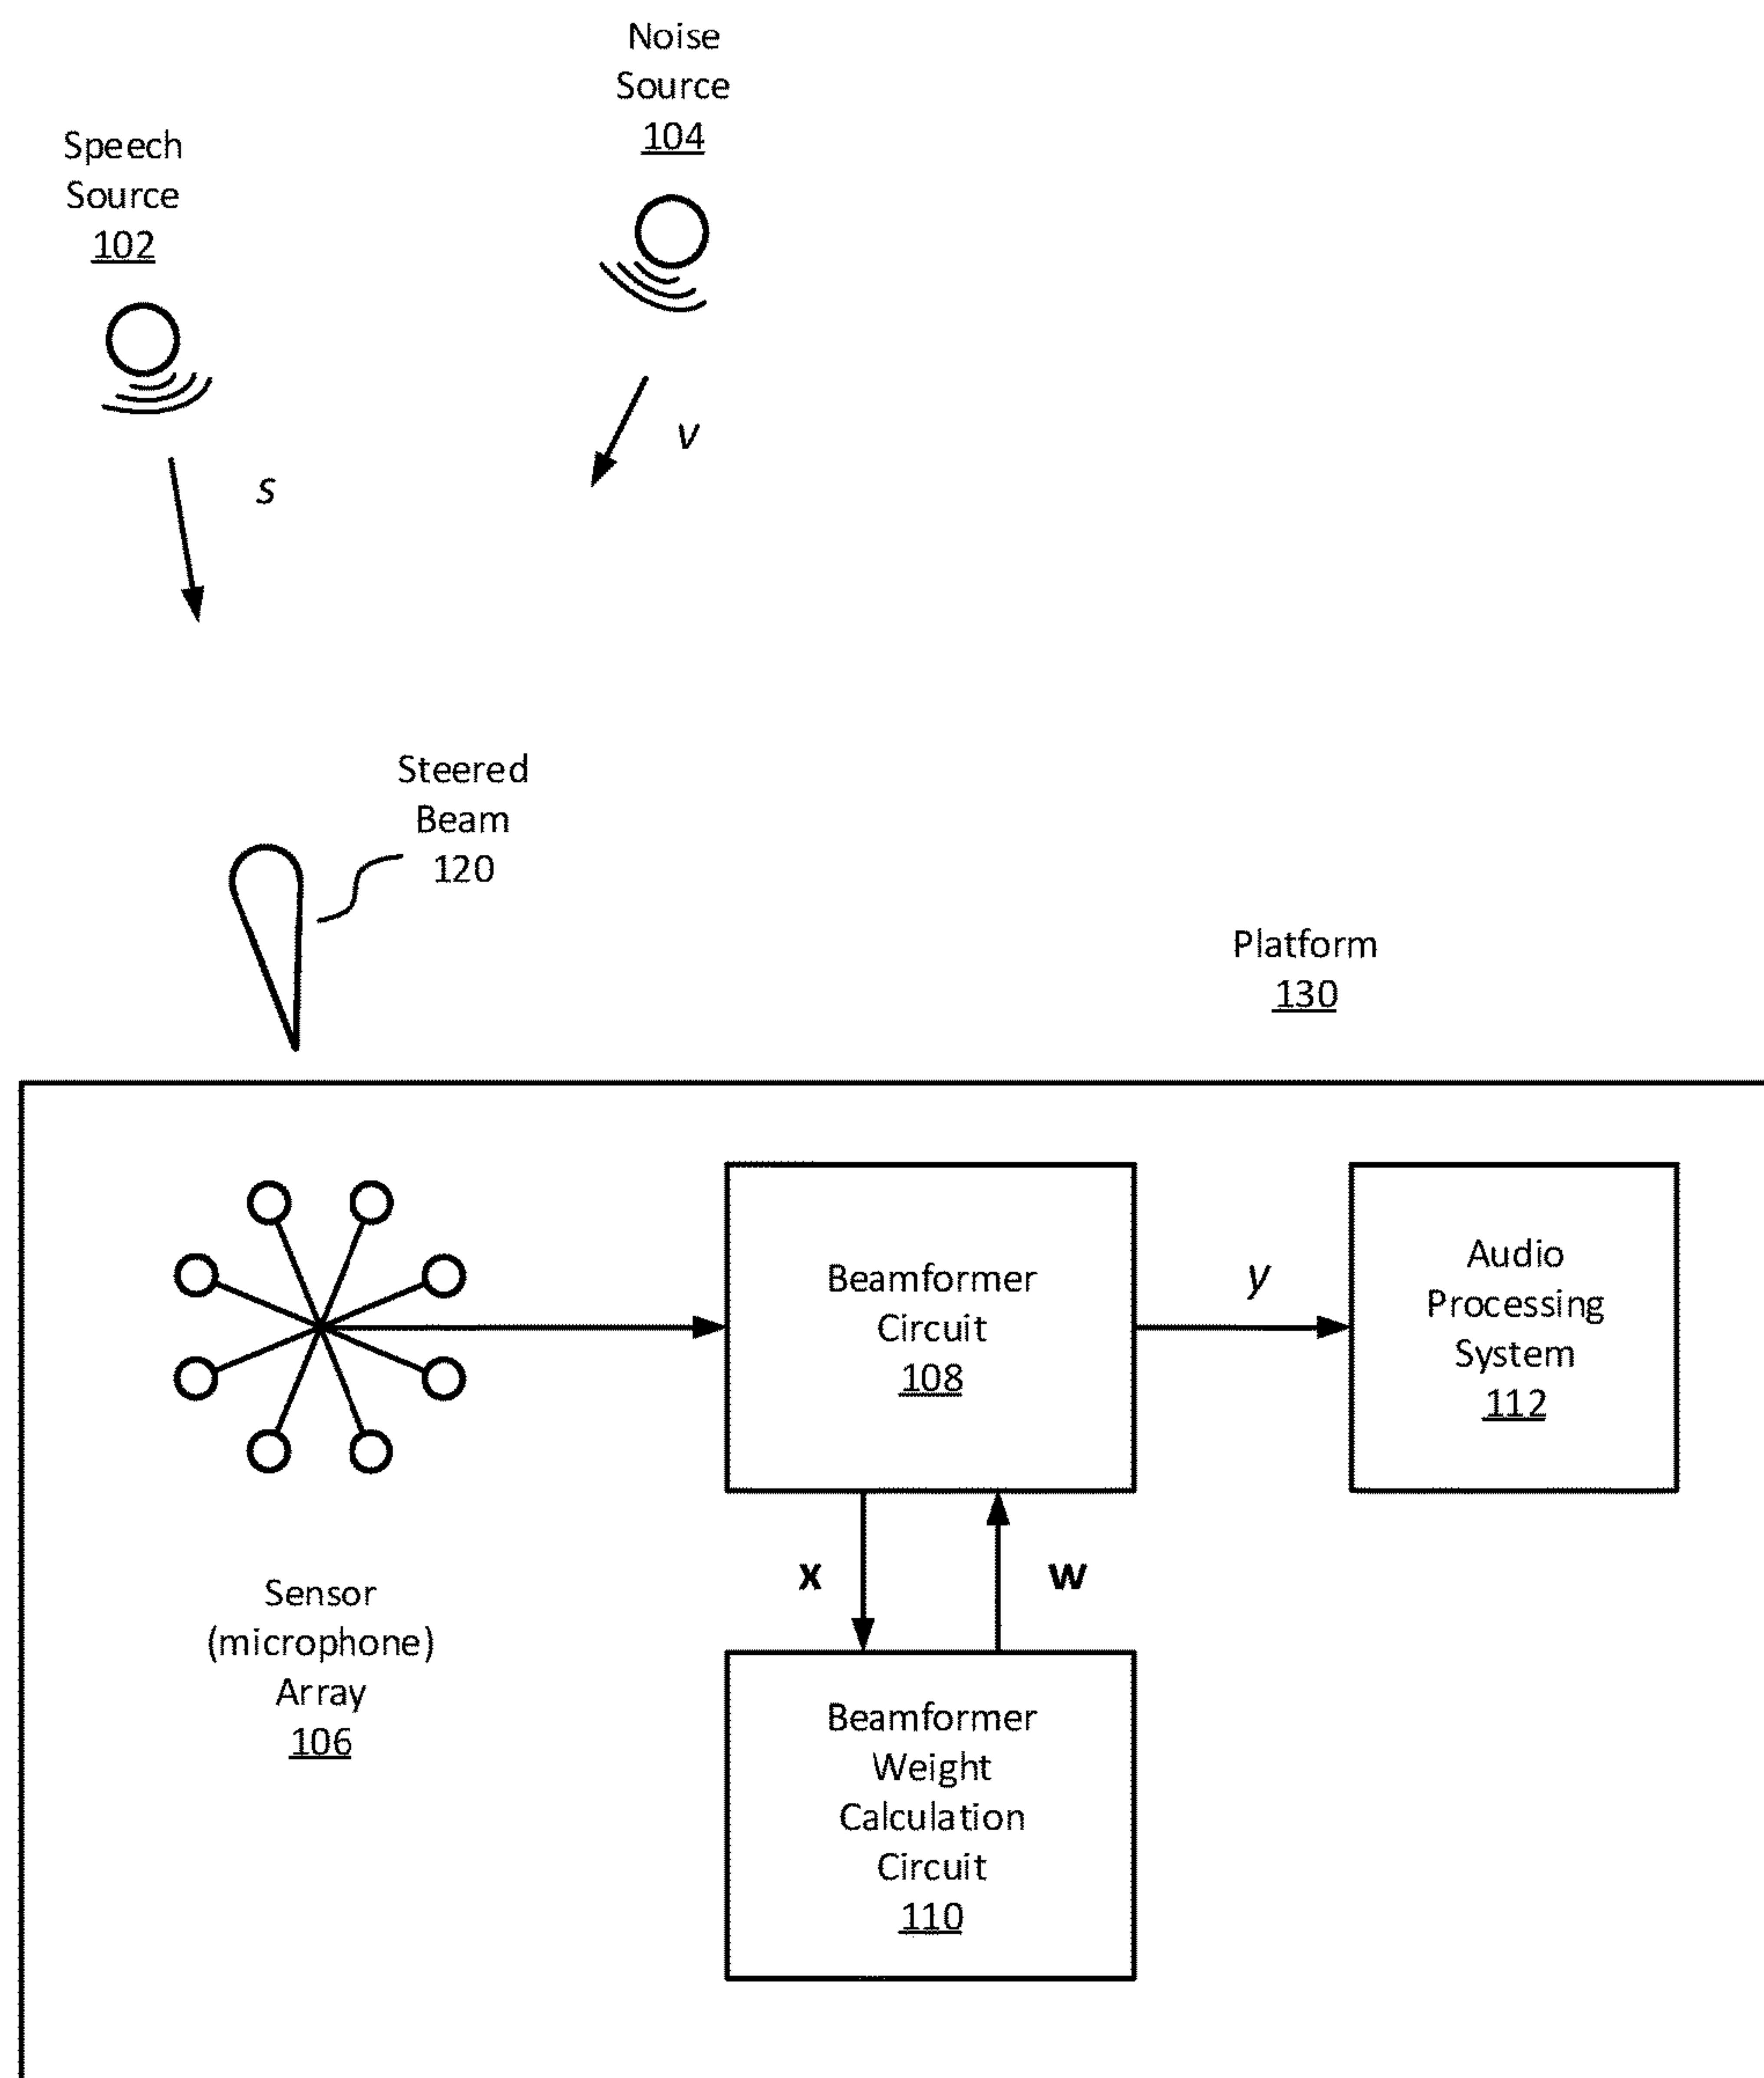 Noise
Source
104
Speech
Source
102
v
s
Steered
Beam
120
Platform
130
Beamformer
Circuit
108
y
Audio
Processing
System
112
x
w
Sensor
(microphone)
Array
106
Beamformer
Weight
Calculation
Circuit
110